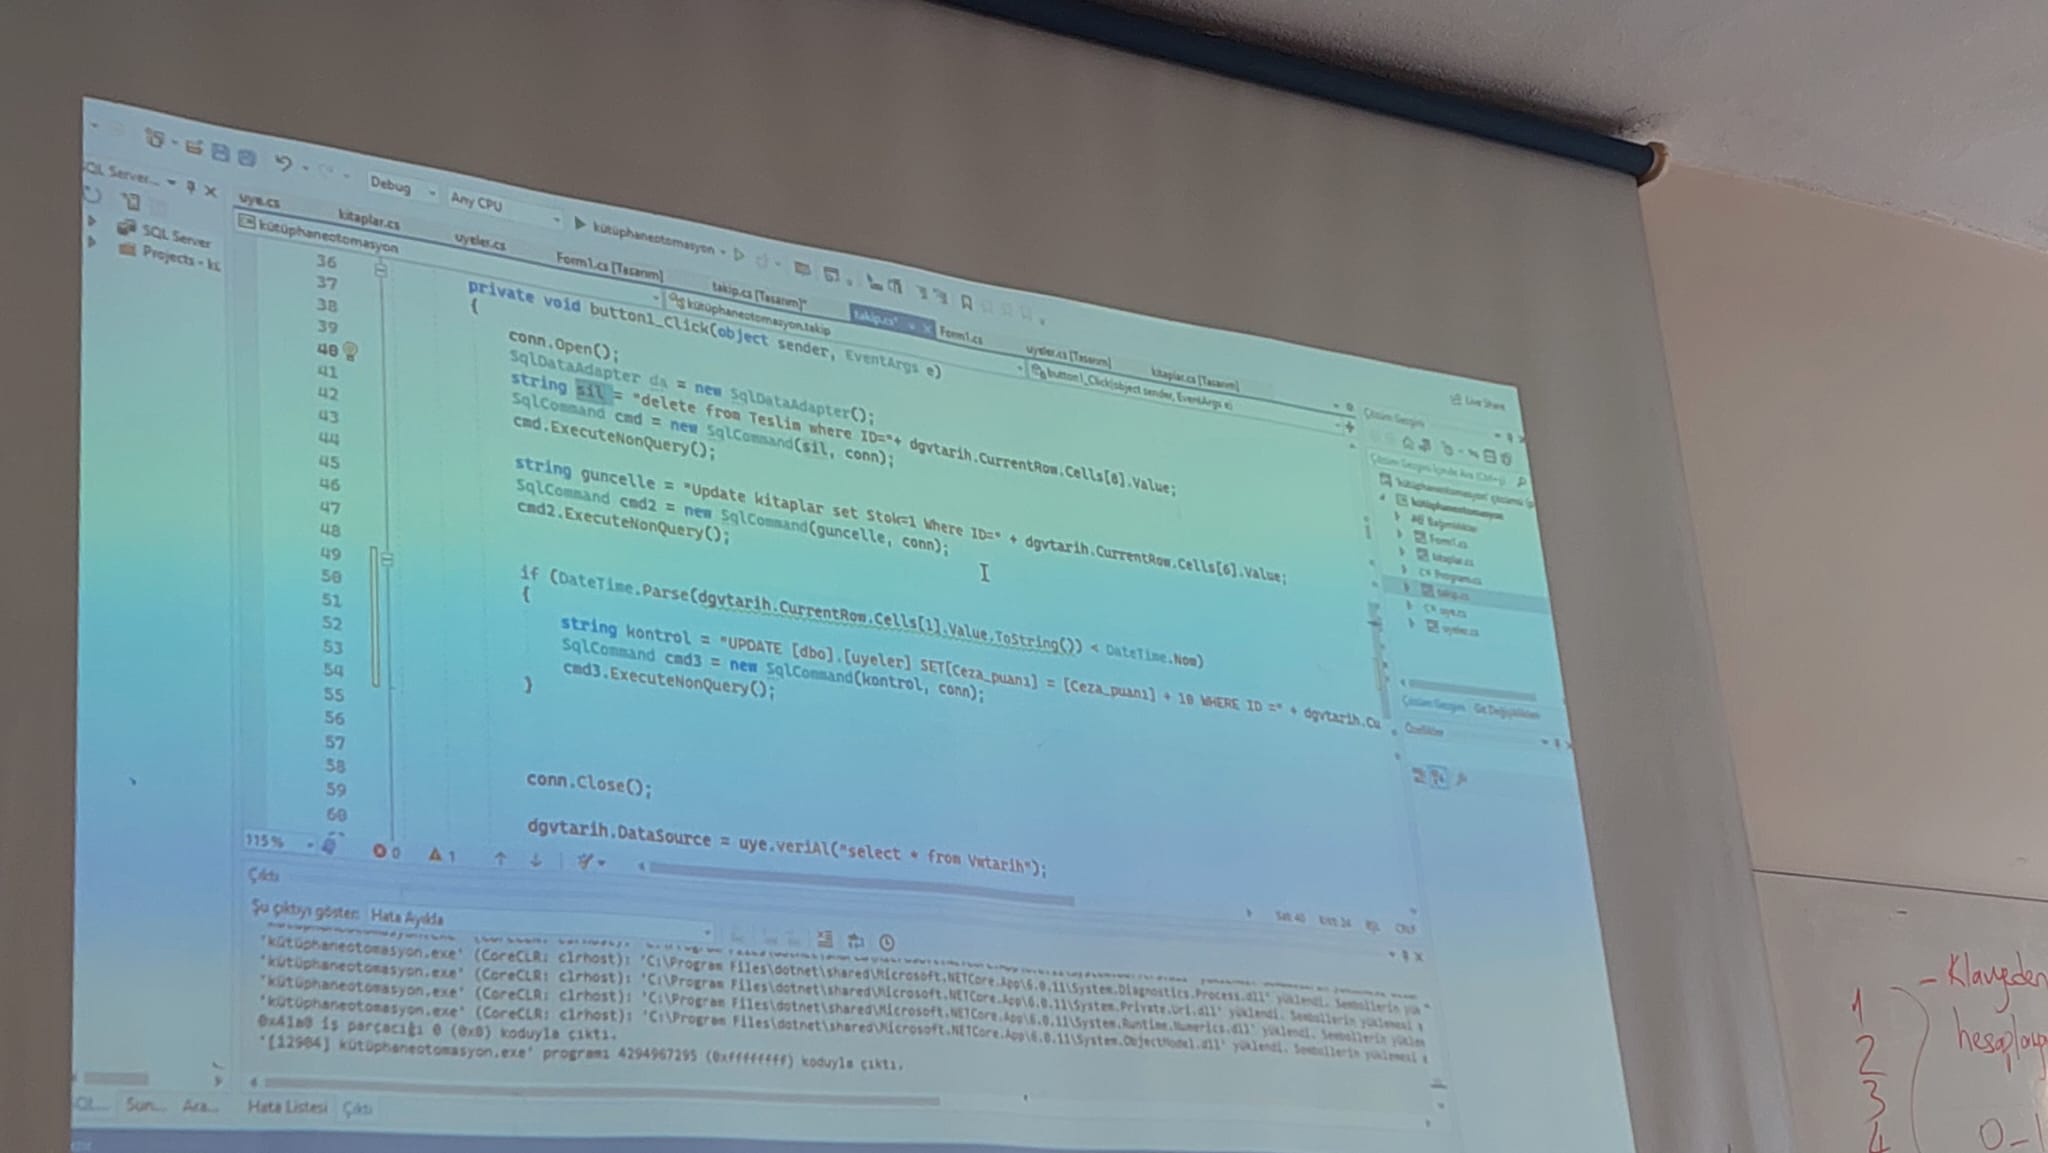 Debug
Any CPU
kütüphaneotomasyon
SQL Server...
uye.cs
kitaplar.cs
uyeler.cs
Form1.cs [Tasarım]
takip.cs [Tasarım]*
takip.cs*
Form1.cs
uyeler.cs [Tasarım]
kitaplar.cs [Tasarım]
Live Share
SQL Server
Projects - kü
kütüphaneotomasyon
kütüphaneotomasyon.takip
button1_Click(object sender, EventArgs e)
36
37 private void button1_Click(object sender, EventArgs e)
38 {
39 conn.Open();
40 SqlDataAdapter da = new SqlDataAdapter();
41 string sil = "delete from Teslim where ID="+ dgvtarih.CurrentRow.Cells[0].Value;
42 SqlCommand cmd = new SqlCommand(sil, conn);
43 cmd.ExecuteNonQuery();
44
45 string guncelle = "Update kitaplar set Stok=1 Where ID=" + dgvtarih.CurrentRow.Cells[6].Value;
46 SqlCommand cmd2 = new SqlCommand(guncelle, conn);
47 cmd2.ExecuteNonQuery();
48
49 if (DateTime.Parse(dgvtarih.CurrentRow.Cells[1].Value.ToString()) < DateTime.Now)
50 {
51 string kontrol = "UPDATE [dbo].[uyeler] SET[Ceza_puanı] = [Ceza_puanı] + 10 WHERE ID =" + dgvtarih.Cu
52 SqlCommand cmd3 = new SqlCommand(kontrol, conn);
53 cmd3.ExecuteNonQuery();
54 }
55
56
57
58 conn.Close();
59
60 dgvtarih.DataSource = uye.veriAl("select * from Vwtarih");
Çözüm Gezgini
kütüphaneotomasyon
Form1.cs
kitaplar.cs
Program.cs
takip.cs
uye.cs
uyeler.cs
Çözüm Gezgini Git Değişiklikleri
Özellikler
115 %
0
1
Çıktı
Şu çıktıyı göster: Hata Ayıkla
'kütüphaneotomasyon.exe' (CoreCLR: clrhost): 'C:\Program Files\dotnet\shared\Microsoft.NETCore.App\6.0.11\System.Diagnostics.Process.dll' yüklendi. Sembollerin yük
'kütüphaneotomasyon.exe' (CoreCLR: clrhost): 'C:\Program Files\dotnet\shared\Microsoft.NETCore.App\6.0.11\System.Private.Uri.dll' yüklendi. Sembollerin yüklemesi
'kütüphaneotomasyon.exe' (CoreCLR: clrhost): 'C:\Program Files\dotnet\shared\Microsoft.NETCore.App\6.0.11\System.Runtime.Numerics.dll' yüklendi. Sembollerin yüklem
'kütüphaneotomasyon.exe' (CoreCLR: clrhost): 'C:\Program Files\dotnet\shared\Microsoft.NETCore.App\6.0.11\System.ObjectModel.dll' yüklendi. Sembollerin yüklemesi
0x41a0 iş parçacığı 0 (0x0) koduyla çıktı.
'[12984] kütüphaneotomasyon.exe' programı 4294967295 (0xffffffff) koduyla çıktı.
Sun... Ara...
Hata Listesi Çıktı
1 - Klavyeden
2
3
4
0-1